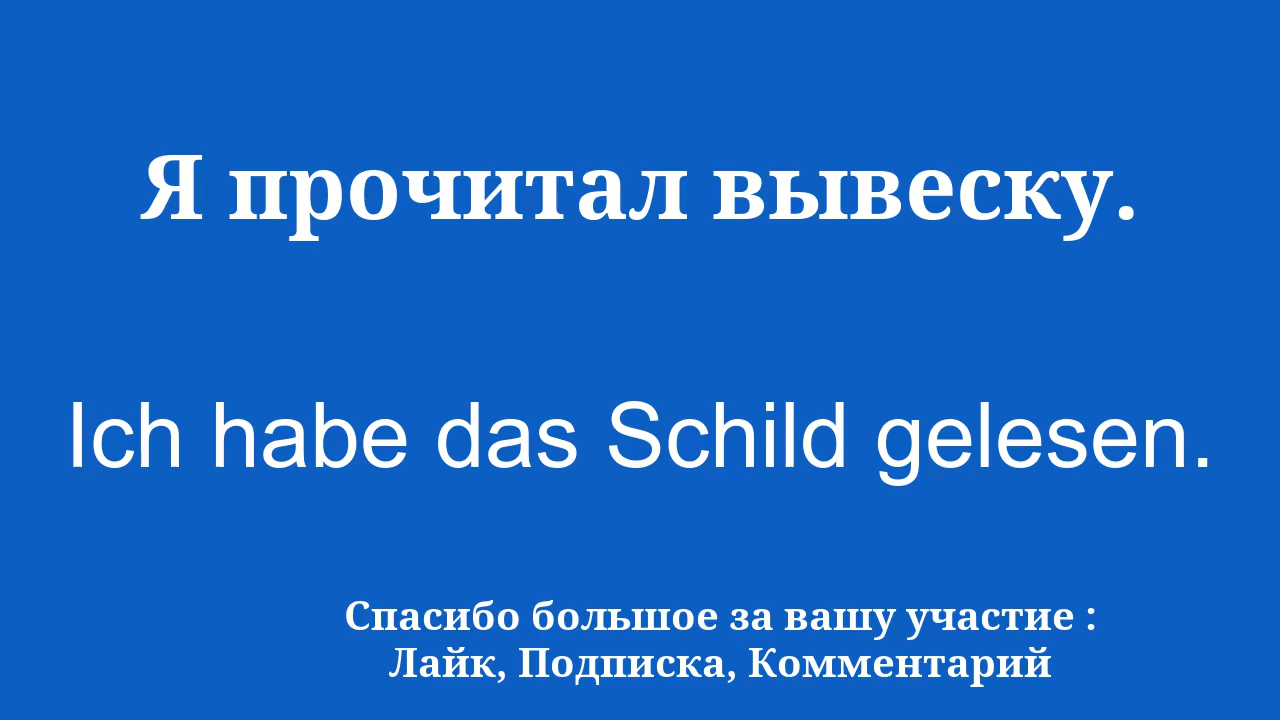 Я прочитал вывеску.
Ich habe das Schild gelesen.
Спасибо большое за вашу участие :
Лайк, Подписка, Комментарий